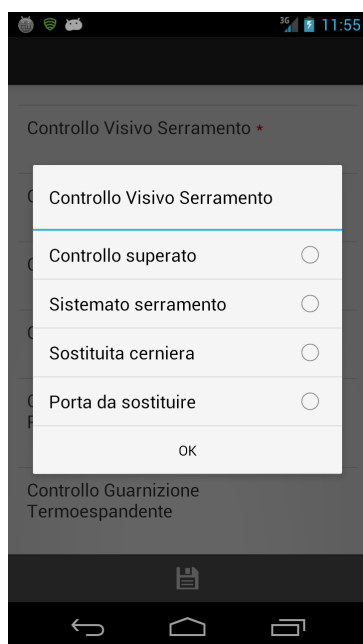 3G 11:55
Controllo Visivo Serramento *
Controllo Visivo Serramento
Controllo superato
Sistemato serramento
Sostituita cerniera
Porta da sostituire
OK
Controllo Guarnizione
Termoespandente